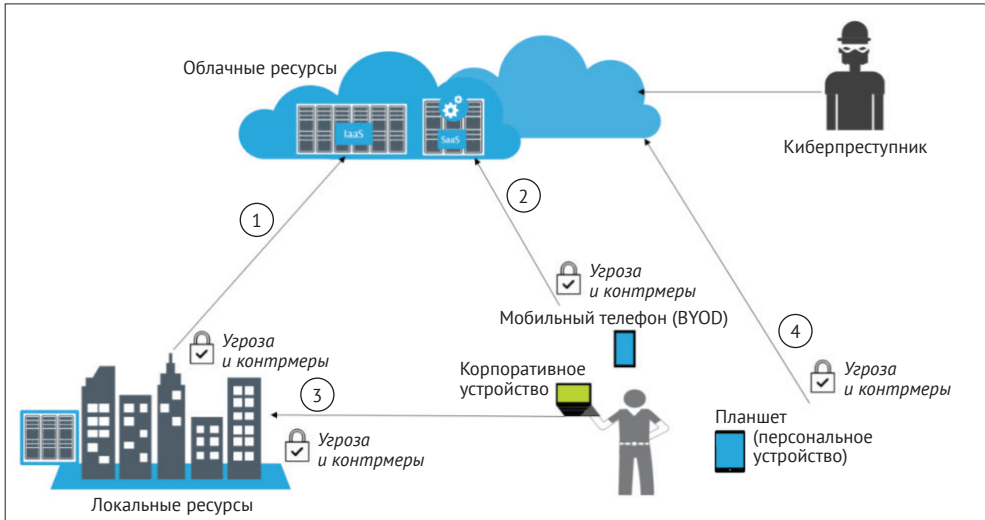 Облачные ресурсы
IaaS
SaaS
Киберпреступник
1
2
Угроза
и контрмеры
Мобильный телефон (BYOD)
4
Угроза
и контрмеры
Угроза
и контрмеры
Корпоративное
устройство
3
Планшет
(персональное
устройство)
Угроза
и контрмеры
Локальные ресурсы